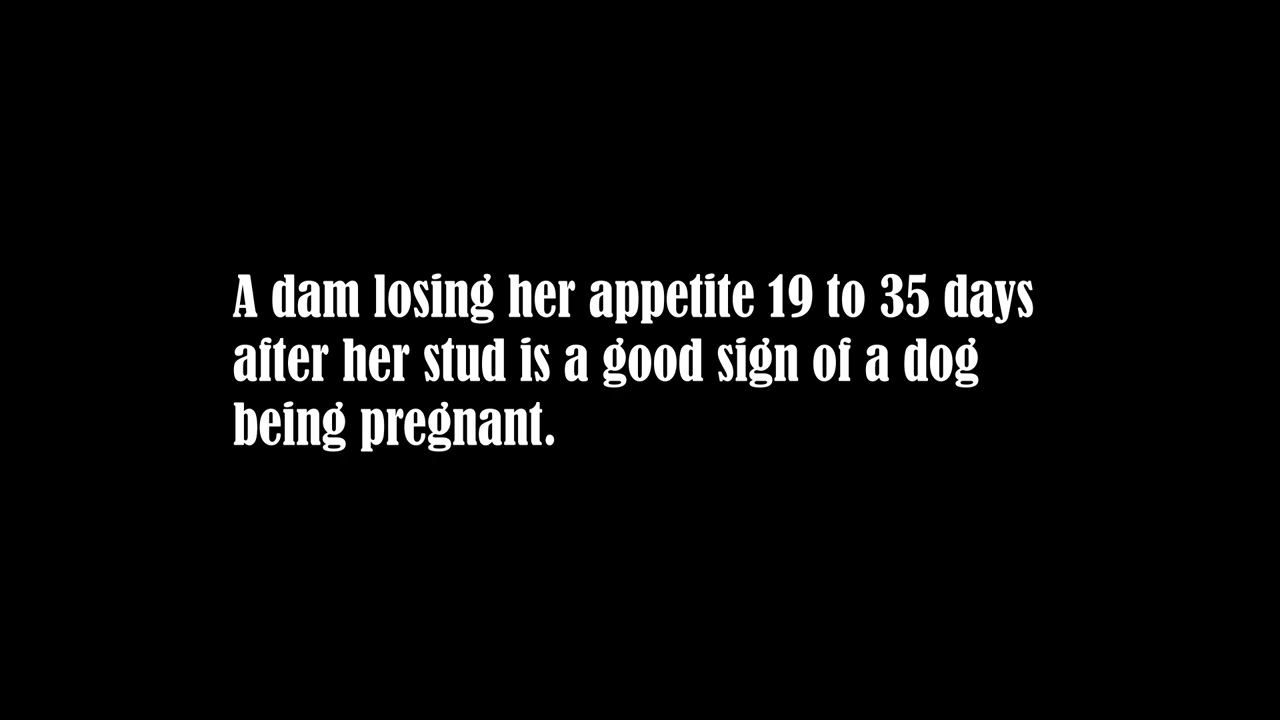 A dam losing her appetite 19 to 35 days
after her stud is a good sign of a dog
being pregnant.